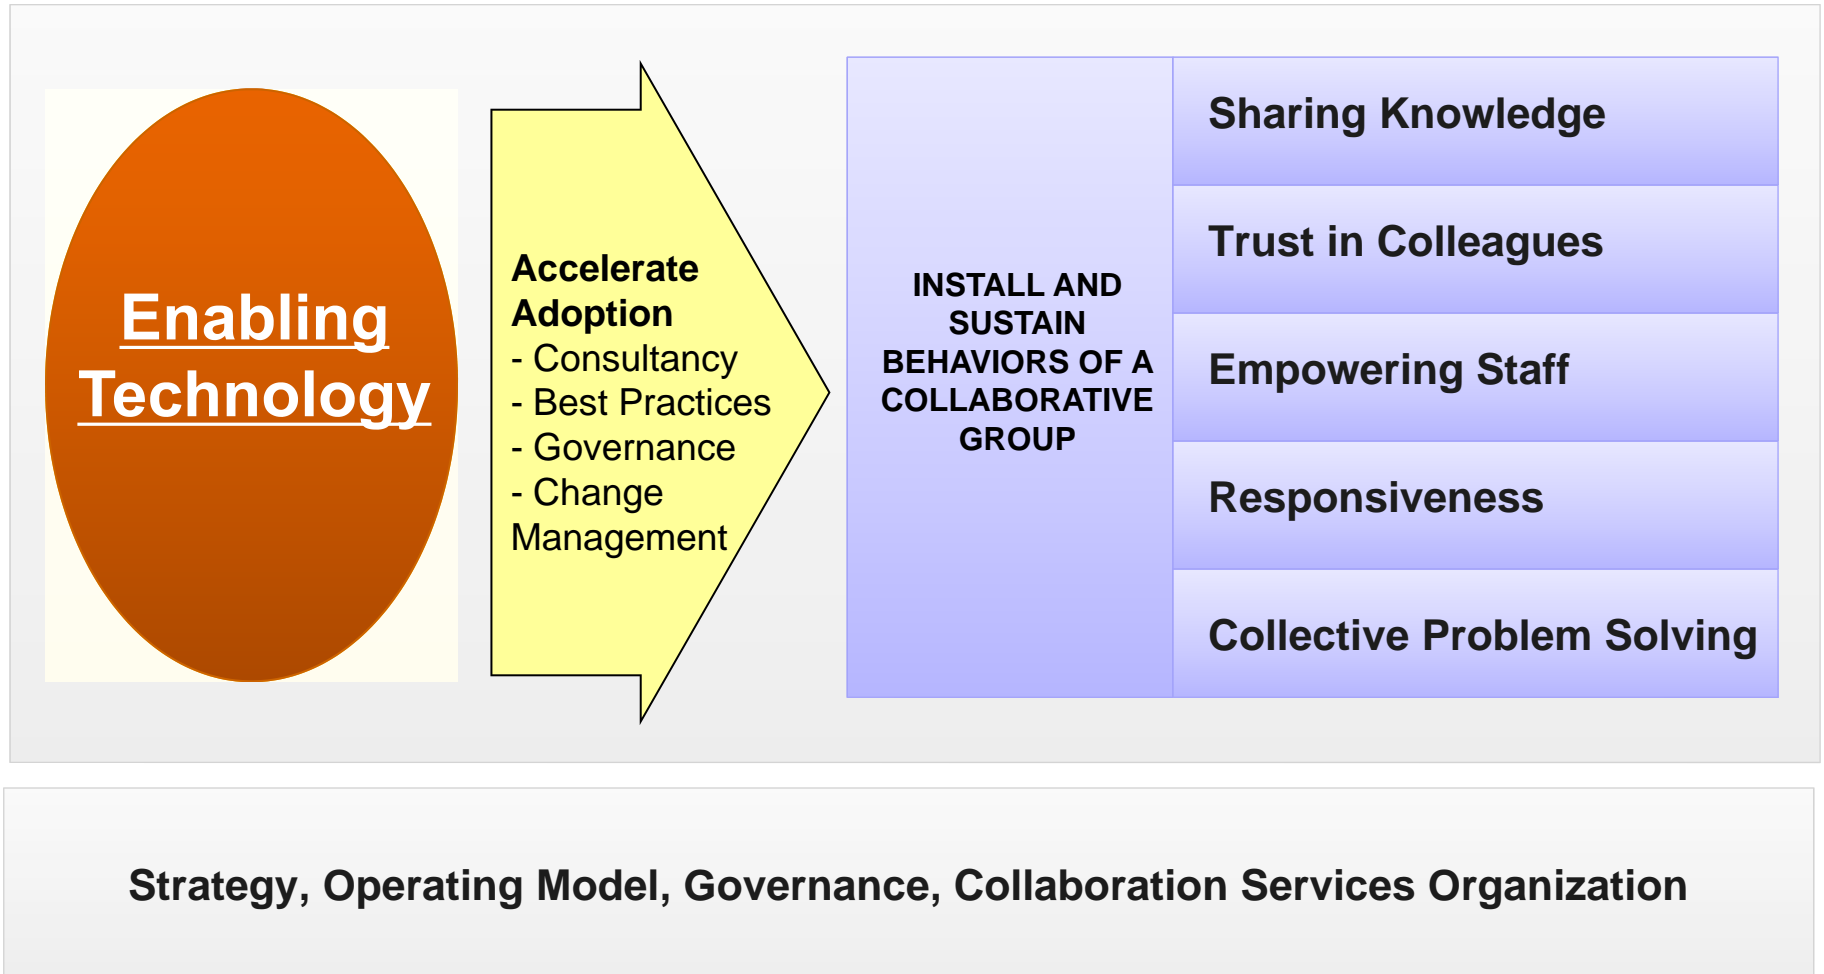 Enabling
Technology
Accelerate
Adoption
- Consultancy
- Best Practices
- Governance
- Change
Management
INSTALL AND
SUSTAIN
BEHAVIORS OF A
COLLABORATIVE
GROUP
Sharing Knowledge
Trust in Colleagues
Empowering Staff
Responsiveness
Collective Problem Solving
Strategy, Operating Model, Governance, Collaboration Services Organization